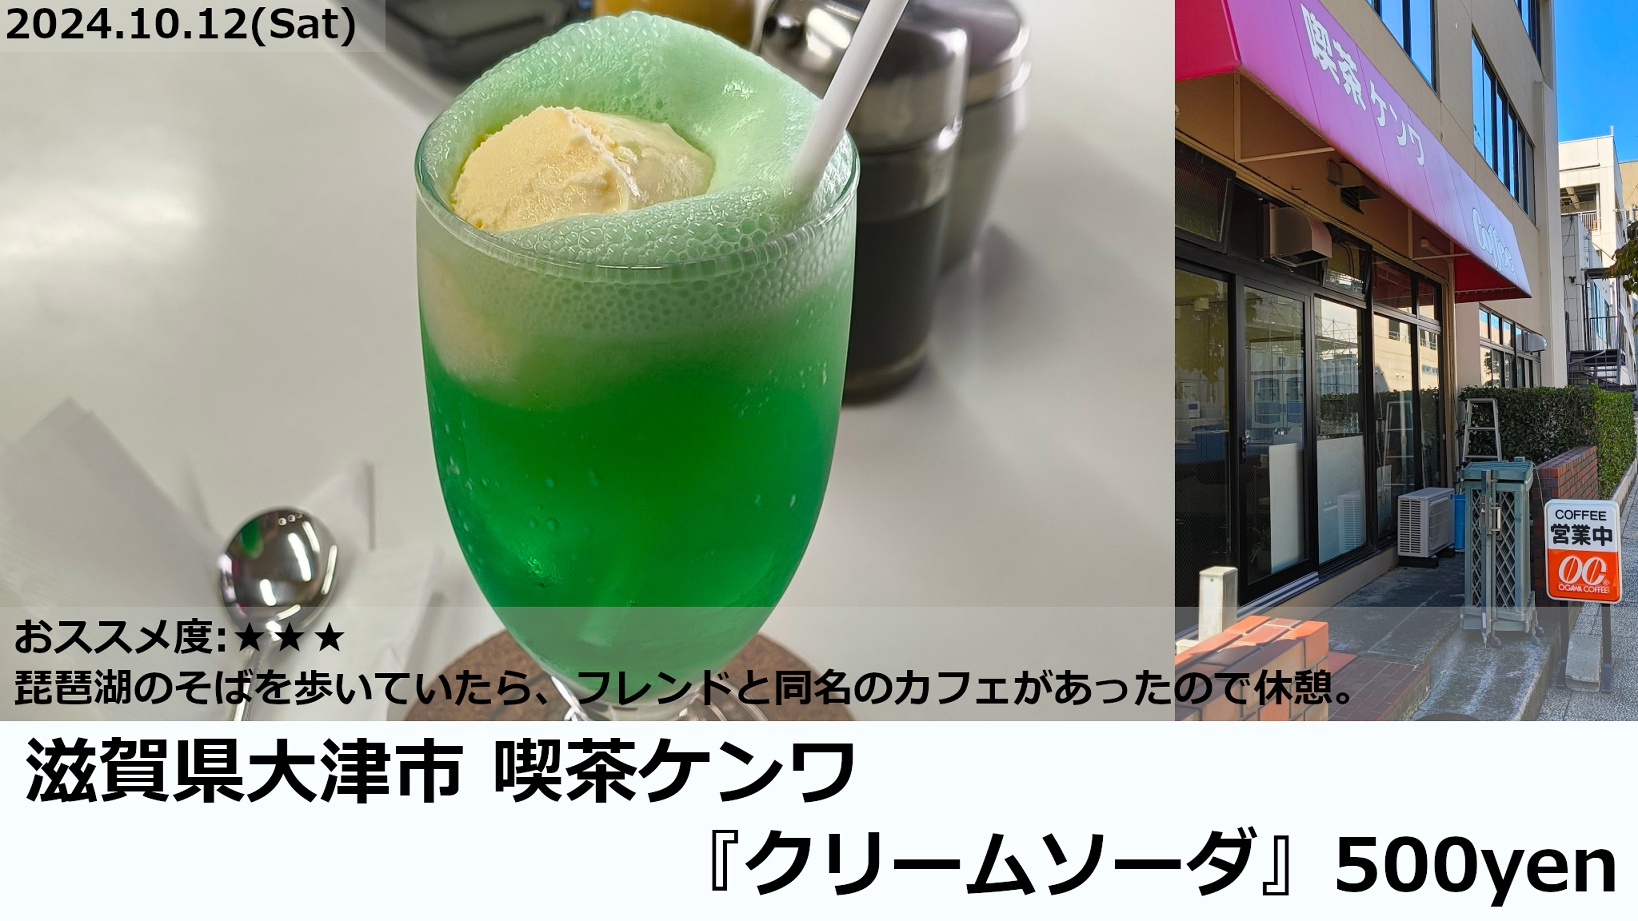 2024.10.12(Sat)
喫茶ケンワ
Coffee
COFFEE
営業中
OC
OGAWA COFFEE
おススメ度:★★★
琵琶湖のそばを歩いていたら、フレンドと同名のカフェがあったので休憩。
滋賀県大津市 喫茶ケンワ
『クリームソーダ』500yen